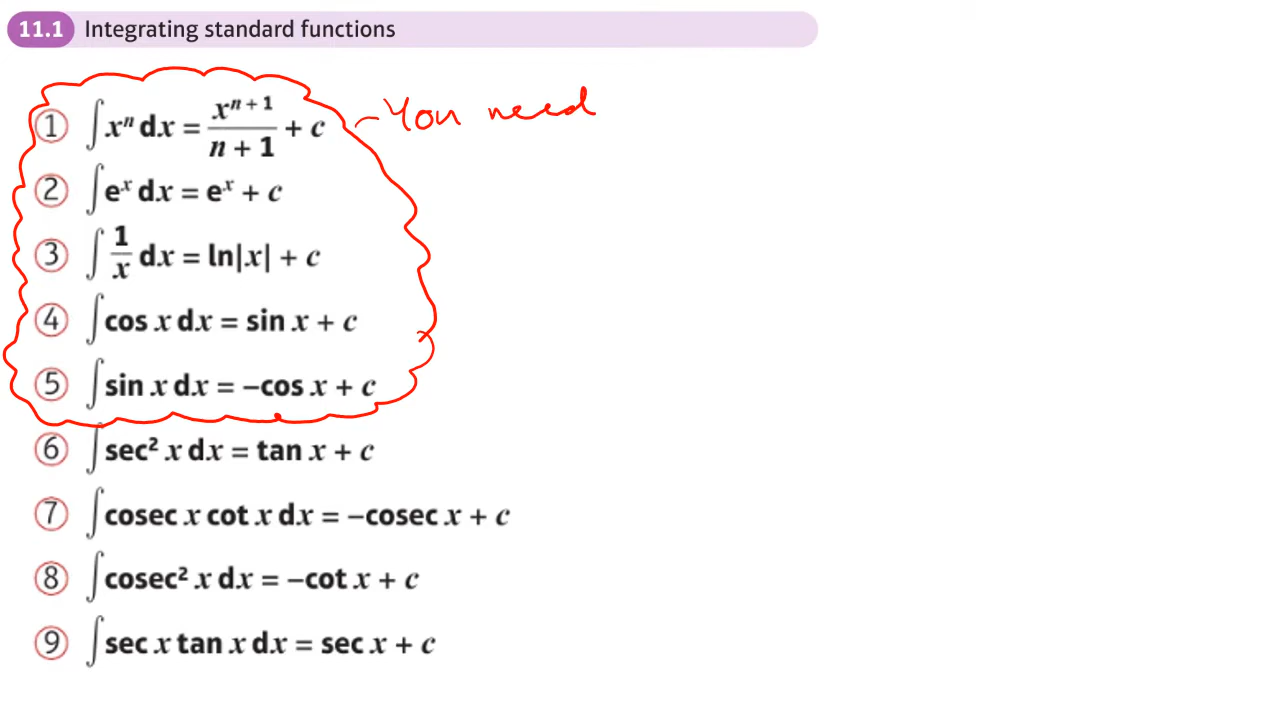 11.1 Integrating standard functions
① ∫xⁿ dx = xⁿ⁺¹/(n + 1) + c
You need
② ∫eˣ dx = eˣ + c
③ ∫1/x dx = ln|x| + c
④ ∫cos x dx = sin x + c
⑤ ∫sin x dx = –cos x + c
⑥ ∫sec² x dx = tan x + c
⑦ ∫cosec x cot x dx = –cosec x + c
⑧ ∫cosec² x dx = –cot x + c
⑨ ∫sec x tan x dx = sec x + c